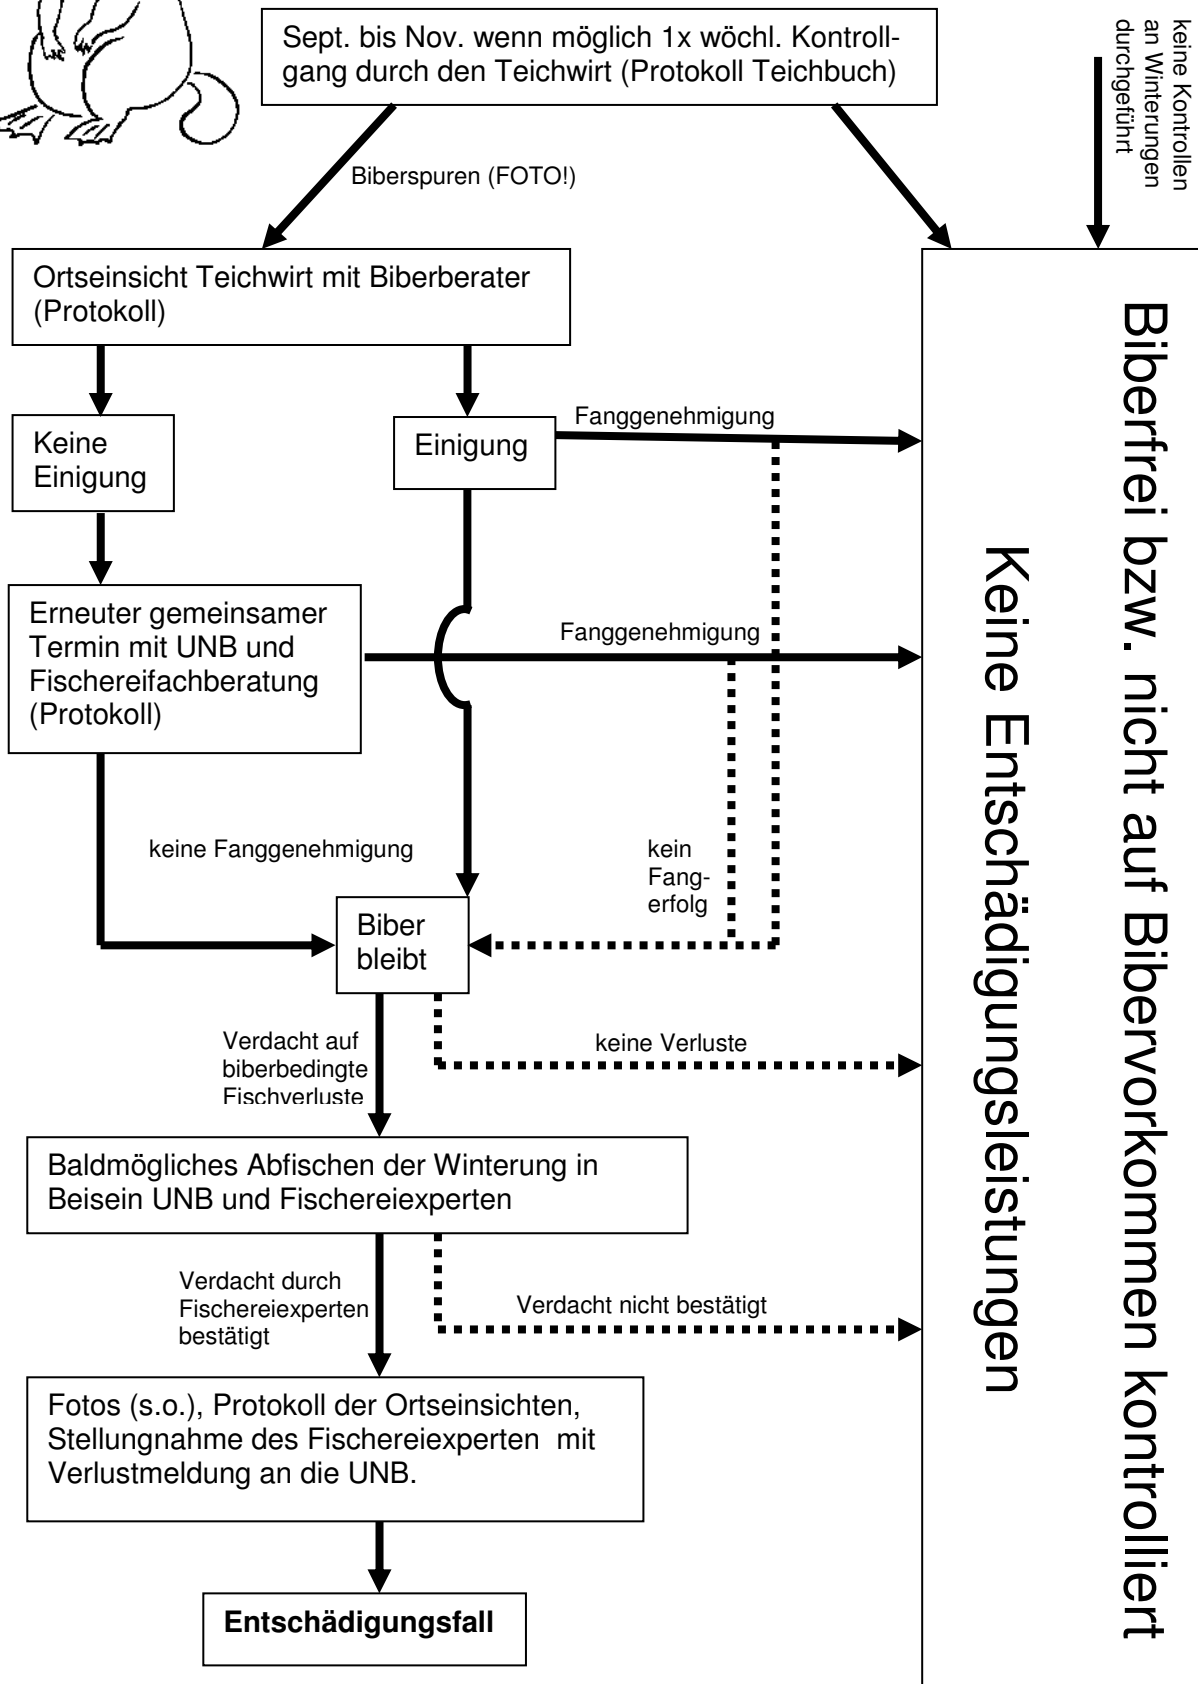 Sept. bis Nov. wenn möglich 1x wöchl. Kontroll-
gang durch den Teichwirt (Protokoll Teichbuch)
keine Kontrollen
an Winterungen
durchgeführt
Biberspuren (FOTO!)
Ortseinsicht Teichwirt mit Biberberater
(Protokoll)
Keine
Einigung
Einigung
Fanggenehmigung
Erneuter gemeinsamer
Termin mit UNB und
Fischereifachberatung
(Protokoll)
Fanggenehmigung
keine Fanggenehmigung
kein
Fang-
erfolg
Biber
bleibt
Verdacht auf
biberbedingte
Fischverluste
keine Verluste
Baldmögliches Abfischen der Winterung in
Beisein UNB und Fischereiexperten
Verdacht durch
Fischereiexperten
bestätigt
Verdacht nicht bestätigt
Fotos (s.o.), Protokoll der Ortseinsichten,
Stellungnahme des Fischereiexperten mit
Verlustmeldung an die UNB.
Entschädigungsfall
Biberfrei bzw. nicht auf Bibervorkommen kontrolliert
Keine Entschädigungsleistungen